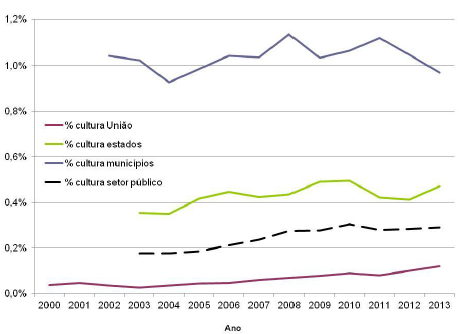 1,2%
1,0%
0,8%
% cultura União
% cultura estados
0,6%
% cultura municípios
% cultura setor público
0,4%
0,2%
0,0%
2000 2001 2002 2003 2004 2005 2006 2007 2008 2009 2010 2011 2012 2013
Ano